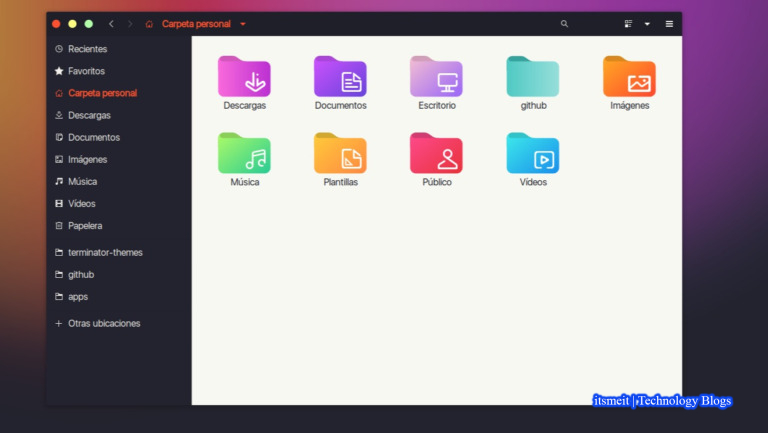 Carpeta personal
Recientes
Favoritos
Carpeta personal
Descargas
Documentos
Imágenes
Música
Vídeos
Papelera
terminator-themes
github
apps
Otras ubicaciones
Descargas
Documentos
Escritorio
github
Imágenes
Música
Plantillas
Público
Vídeos
itsmeit | Technology Blogs